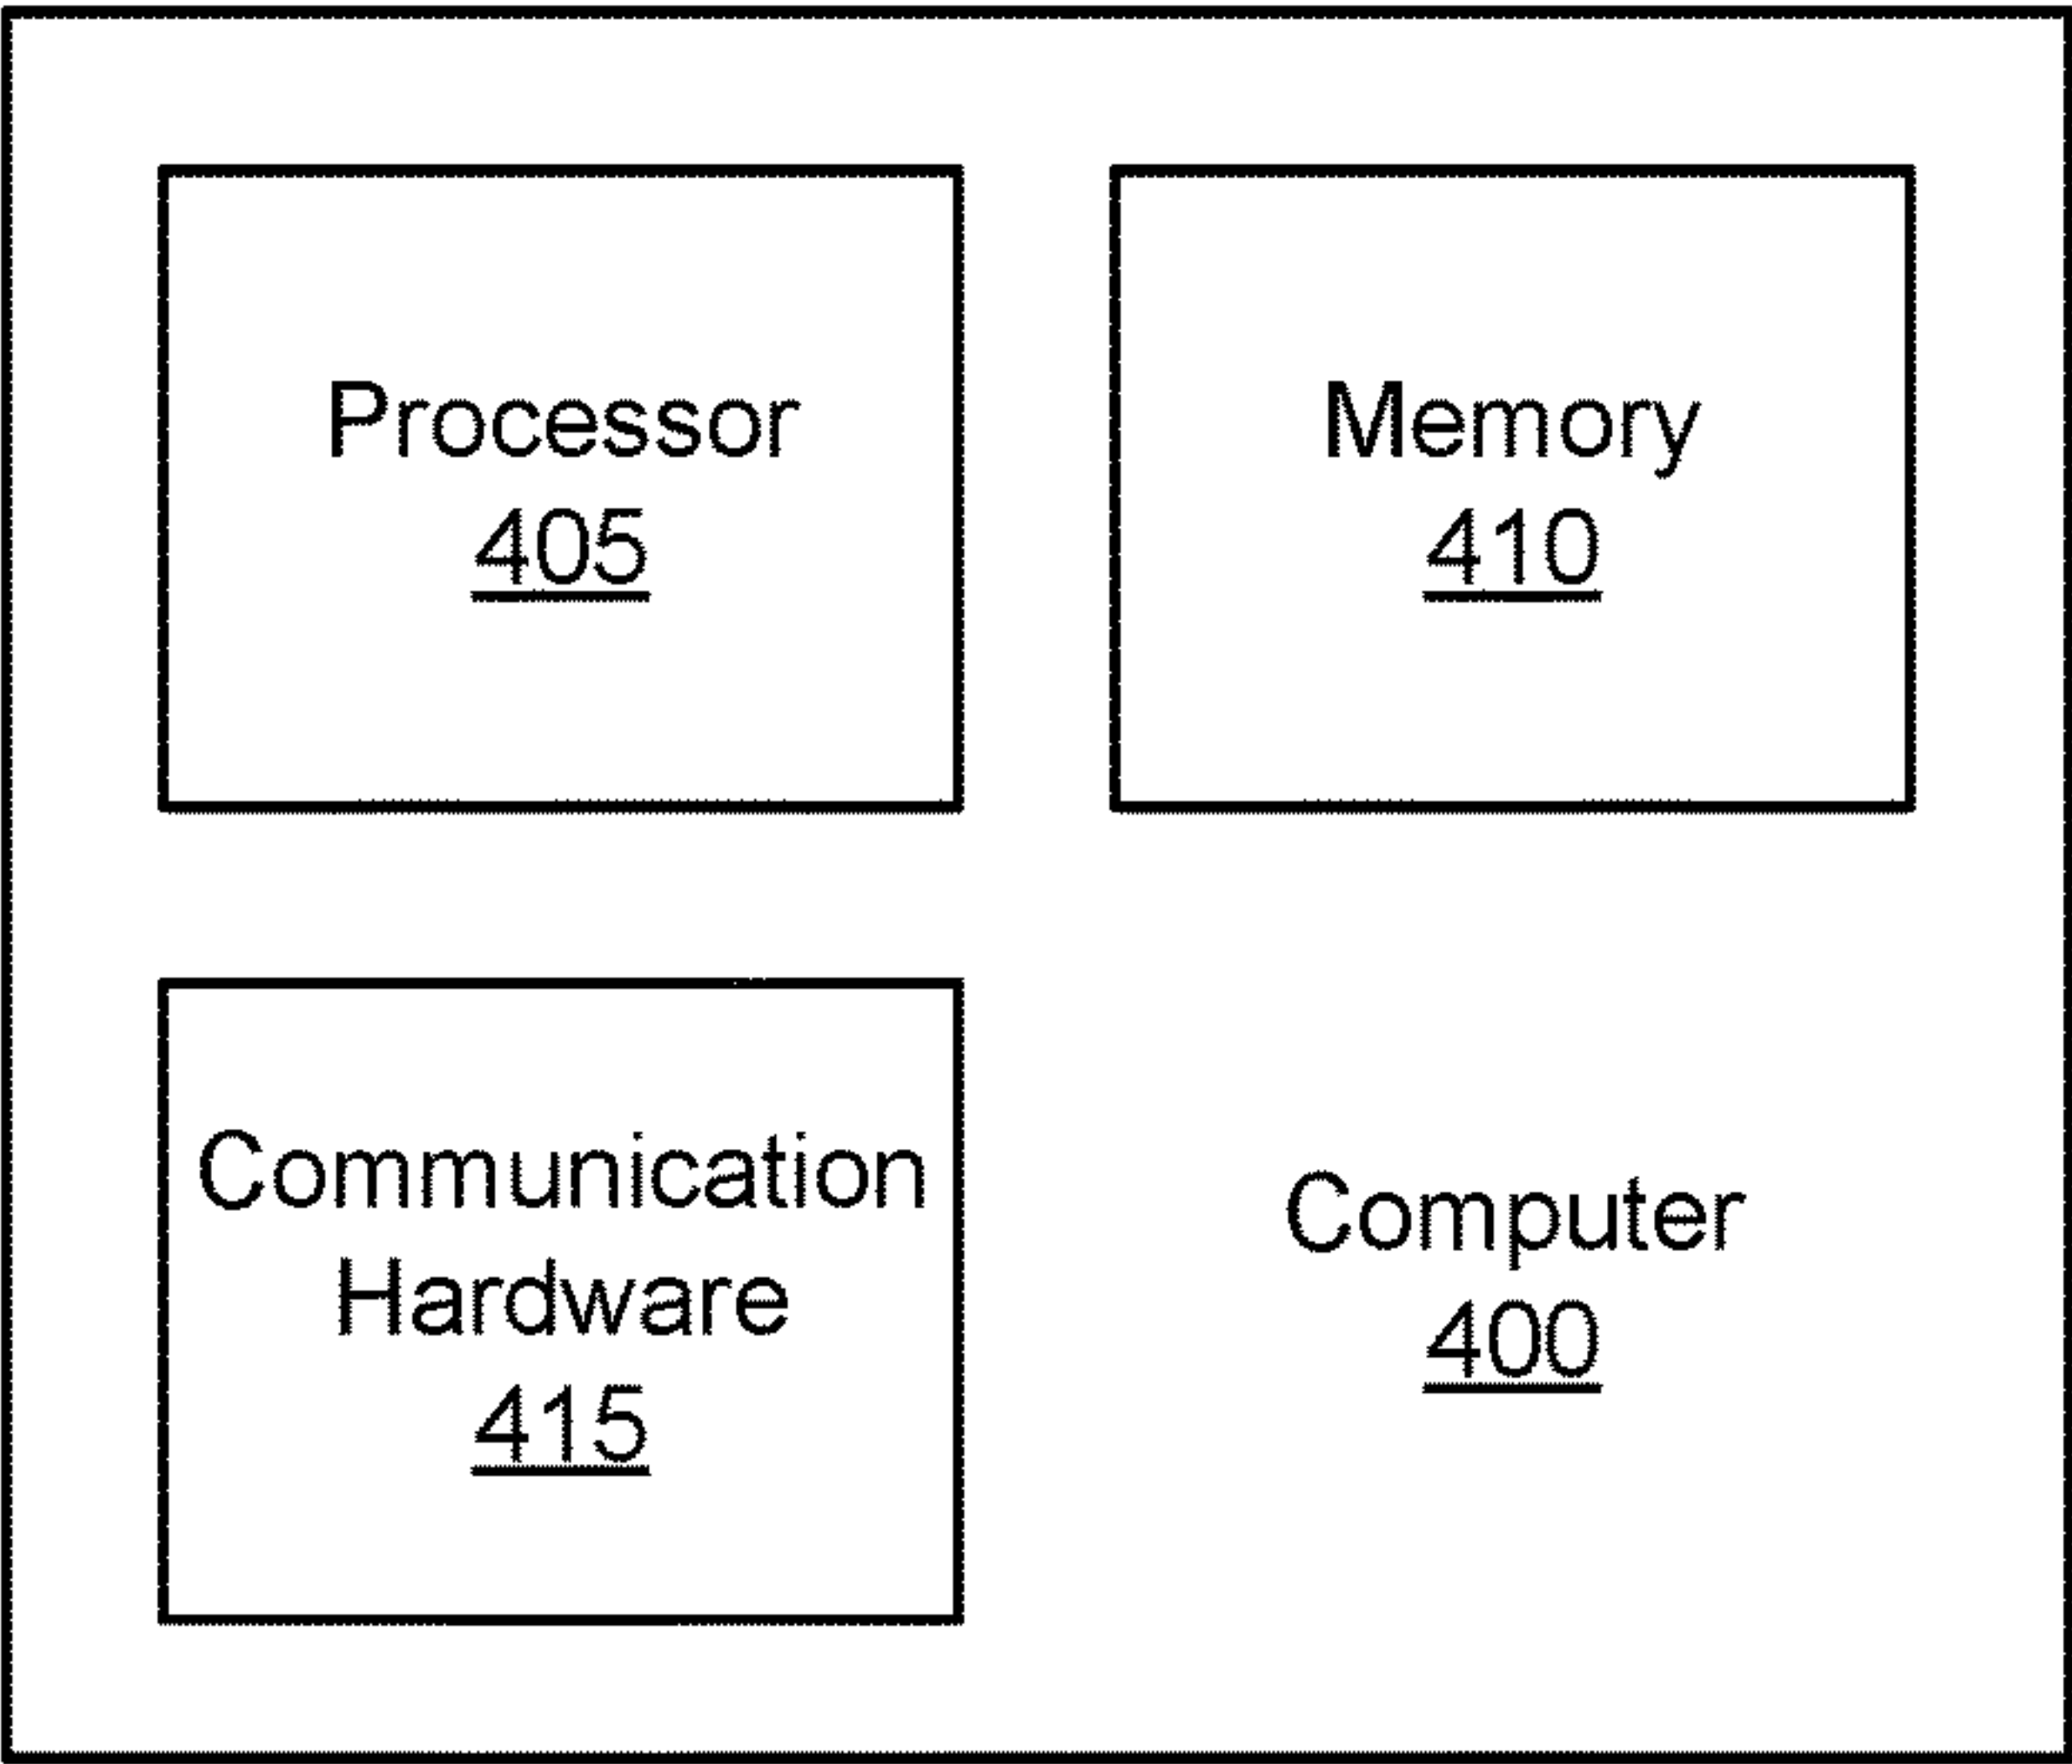 Processor
405
Memory
410
Communication
Hardware
415
Computer
400